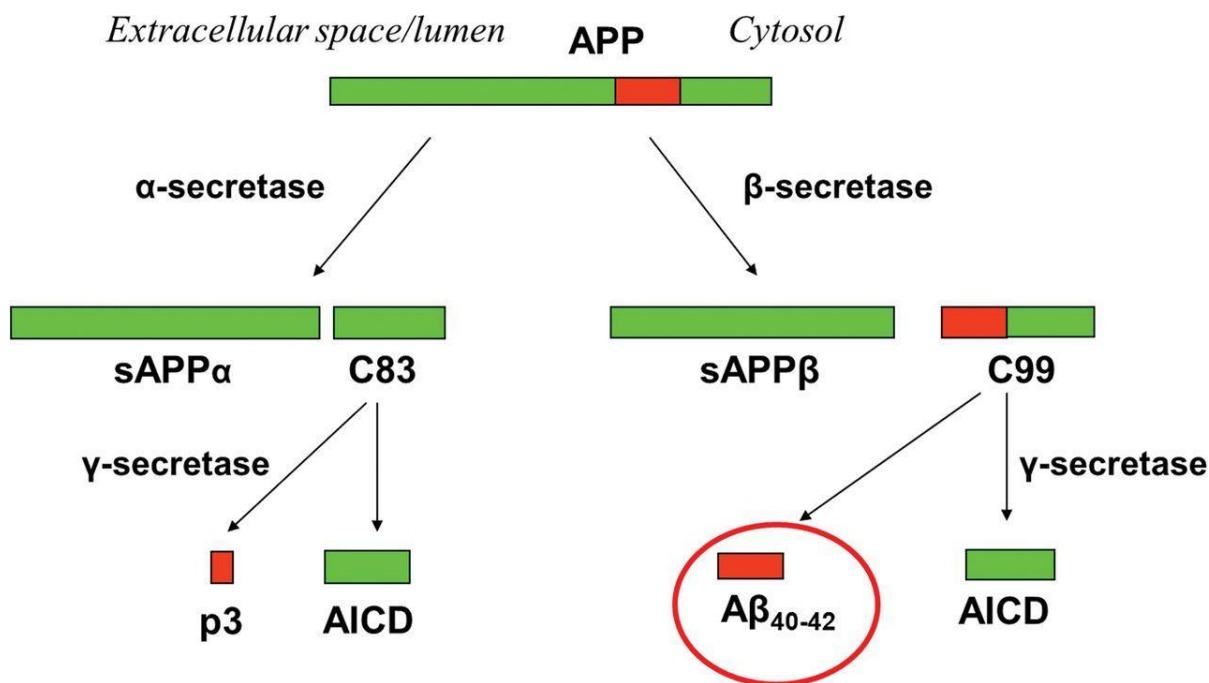 Extracellular space/lumen
APP
Cytosol
α-secretase
β-secretase
sAPPα
C83
sAPPβ
C99
γ-secretase
γ-secretase
p3
AICD
Aβ40-42
AICD